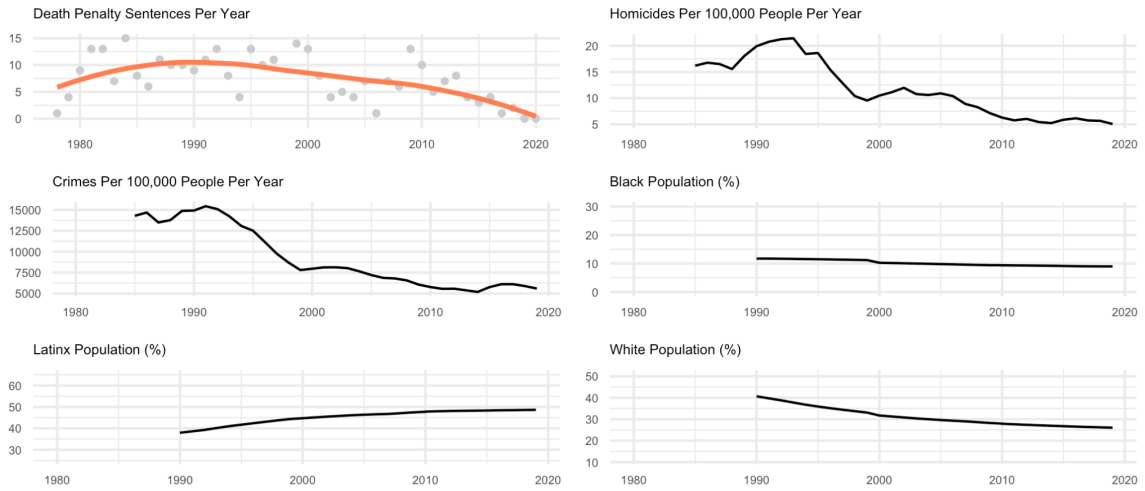 Death Penalty Sentences Per Year
15
10
5
0
1980 1990 2000 2010 2020
Homicides Per 100,000 People Per Year
20
15
10
5
1980 1990 2000 2010 2020
Crimes Per 100,000 People Per Year
15000
12500
10000
7500
5000
1980 1990 2000 2010 2020
Black Population (%)
30
20
10
0
1980 1990 2000 2010 2020
Latinx Population (%)
60
50
40
30
1980 1990 2000 2010 2020
White Population (%)
50
40
30
20
10
1980 1990 2000 2010 2020